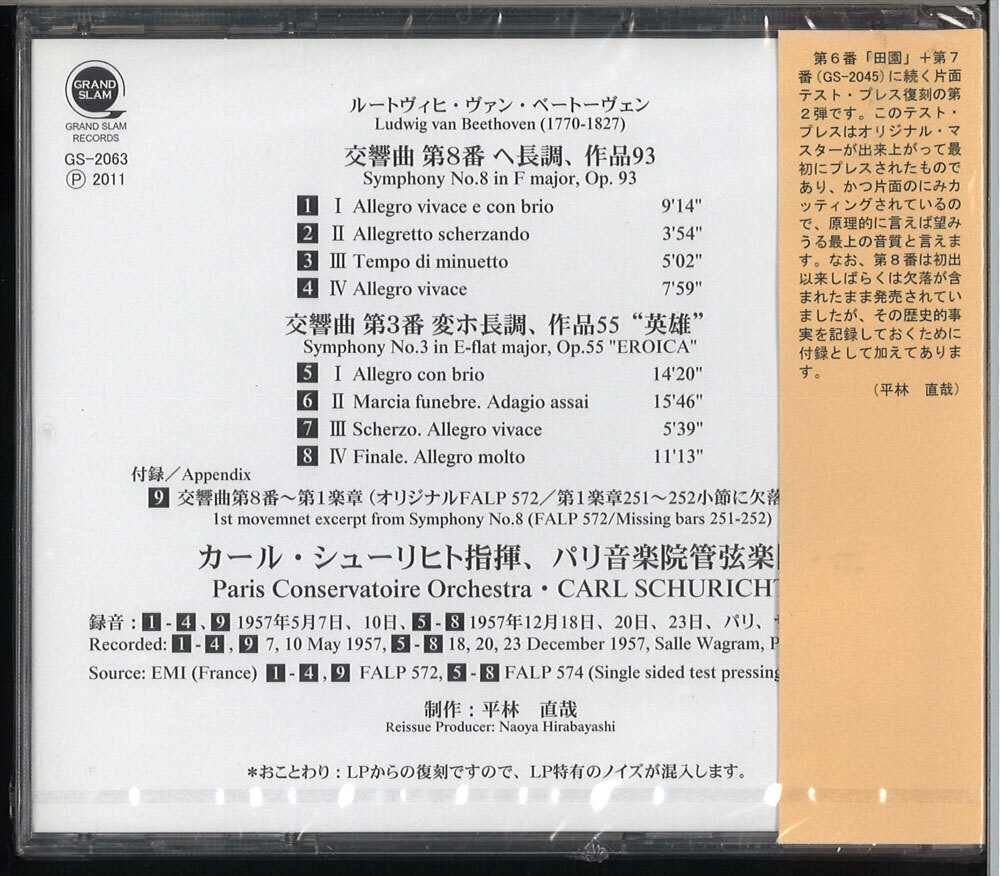 GRAND
SLAM
GRAND SLAM
RECORDS
GS-2063
Ⓟ 2011
ルートヴィヒ・ヴァン・ベートーヴェン
Ludwig van Beethoven (1770-1827)
交響曲 第8番 ヘ長調、作品93
Symphony No.8 in F major, Op. 93
1 I Allegro vivace e con brio 9'14"
2 II Allegretto scherzando 3'54"
3 III Tempo di minuetto 5'02"
4 IV Allegro vivace 7'59"
交響曲 第3番 変ホ長調、作品55 “英雄”
Symphony No.3 in E-flat major, Op.55 "EROICA"
5 I Allegro con brio 14'20"
6 II Marcia funebre. Adagio assai 15'46"
7 III Scherzo. Allegro vivace 5'39"
8 IV Finale. Allegro molto 11'13"
付録／Appendix
9 交響曲第8番～第1楽章（オリジナルFALP 572／第1楽章251～252小節に欠落
1st movemnet excerpt from Symphony No.8 (FALP 572/Missing bars 251-252)
カール・シューリヒト指揮、パリ音楽院管弦楽
Paris Conservatoire Orchestra・CARL SCHURICHT
録音：1-4、9 1957年5月7日、10日、5-8 1957年12月18日、20日、23日、パリ、
Recorded: 1-4, 9 7, 10 May 1957, 5-8 18, 20, 23 December 1957, Salle Wagram, P
Source: EMI (France) 1-4, 9 FALP 572, 5-8 FALP 574 (Single sided test pressing
制作：平林 直哉
Reissue Producer: Naoya Hirabayashi
*おことわり：LPからの復刻ですので、LP特有のノイズが混入します。
第6番「田園」＋第7
番(GS-2045)に続く片面
テスト・プレス復刻の第
2弾です。このテスト・
プレスはオリジナル・マ
スターが出来上がって最
初にプレスされたもので
あり、かつ片面のにみカ
ッティングされているの
で、原理的に言えば望み
うる最上の音質と言えま
す。なお、第8番は初出
以来しばらくは欠落が含
まれたまま発売されてい
ましたが、その歴史的事
実を記録しておくために
付録として加えてありま
す。
（平林 直哉）